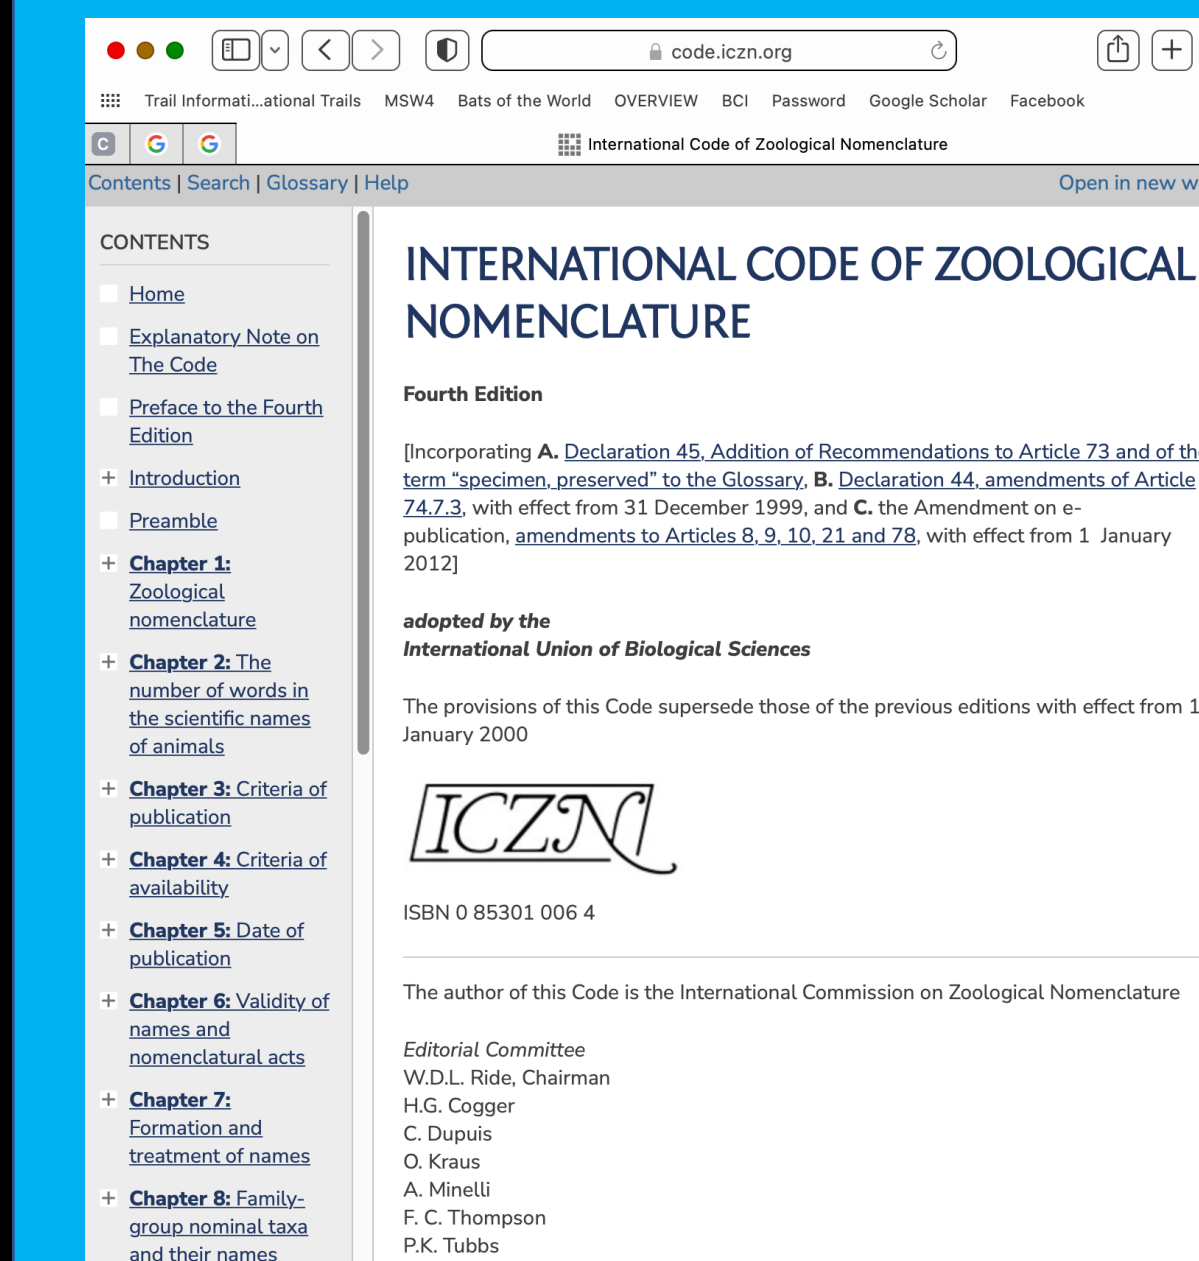 code.iczn.org
Trail Informati...ational Trails MSW4 Bats of the World OVERVIEW BCI Password Google Scholar Facebook
C G G International Code of Zoological Nomenclature
Contents | Search | Glossary | Help Open in new w
CONTENTS
Home
Explanatory Note on
The Code
Preface to the Fourth
Edition
+ Introduction
Preamble
+ Chapter 1:
Zoological
nomenclature
+ Chapter 2: The
number of words in
the scientific names
of animals
+ Chapter 3: Criteria of
publication
+ Chapter 4: Criteria of
availability
+ Chapter 5: Date of
publication
+ Chapter 6: Validity of
names and
nomenclatural acts
+ Chapter 7:
Formation and
treatment of names
+ Chapter 8: Family-
group nominal taxa
and their names
INTERNATIONAL CODE OF ZOOLOGICAL
NOMENCLATURE
Fourth Edition
[Incorporating A. Declaration 45, Addition of Recommendations to Article 73 and of the
term “specimen, preserved” to the Glossary, B. Declaration 44, amendments of Article
74.7.3, with effect from 31 December 1999, and C. the Amendment on e-
publication, amendments to Articles 8, 9, 10, 21 and 78, with effect from 1 January
2012]
adopted by the
International Union of Biological Sciences
The provisions of this Code supersede those of the previous editions with effect from 1
January 2000
ICZN
ISBN 0 85301 006 4
The author of this Code is the International Commission on Zoological Nomenclature
Editorial Committee
W.D.L. Ride, Chairman
H.G. Cogger
C. Dupuis
O. Kraus
A. Minelli
F. C. Thompson
P.K. Tubbs